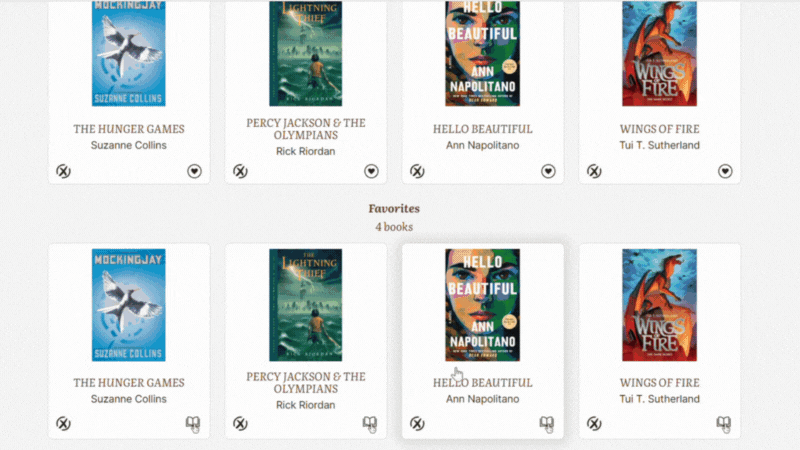 MOCKINGJAY
LIGHTNING
THIEF
HELLO
BEAUTIFUL
ANN
NAPOLITANO
WINGS
OF
FIRE
SUZANNE COLLINS
RICK RIORDAN
THE HUNGER GAMES
Suzanne Collins
PERCY JACKSON & THE
OLYMPIANS
Rick Riordan
HELLO BEAUTIFUL
Ann Napolitano
WINGS OF FIRE
Tui T. Sutherland
Favorites
4 books
MOCKINGJAY
SUZANNE COLLINS
THE
LIGHTNING
THIEF
RICK RIORDAN
HELLO
BEAUTIFUL
ANN
NAPOLITANO
WINGS
OF
FIRE
THE HUNGER GAMES
Suzanne Collins
PERCY JACKSON & THE
OLYMPIANS
Rick Riordan
HELLO BEAUTIFUL
Ann Napolitano
WINGS OF FIRE
Tui T. Sutherland